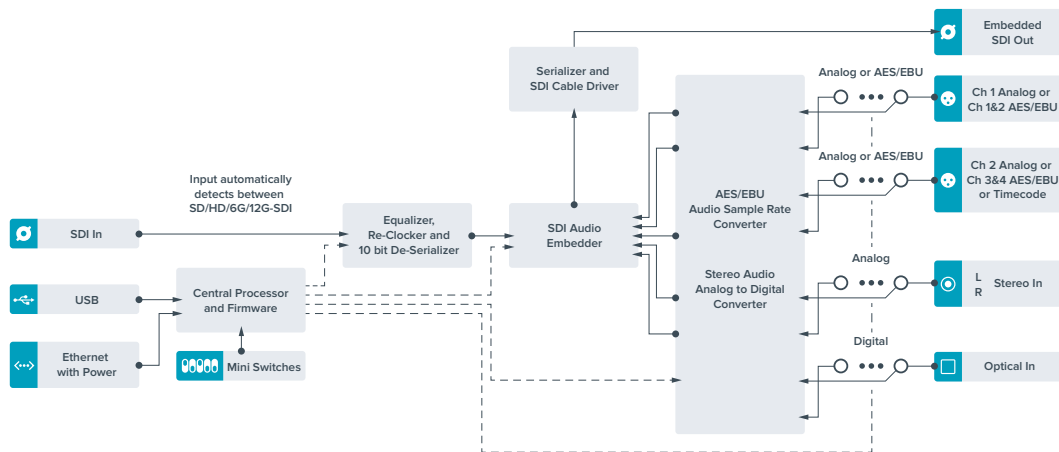 Embedded
SDI Out
Serializer and
SDI Cable Driver
Analog or AES/EBU
Ch 1 Analog or
Ch 1&2 AES/EBU
Analog or AES/EBU
Ch 2 Analog or
Ch 3&4 AES/EBU
or Timecode
Input automatically
detects between
SD/HD/6G/12G-SDI
AES/EBU
Audio Sample Rate
Converter
SDI In
Equalizer,
Re-Clocker and
10 bit De-Serializer
SDI Audio
Embedder
Analog
Stereo Audio
Analog to Digital
Converter
L
R
Stereo In
USB
Central Processor
and Firmware
Ethernet
with Power
Mini Switches
Digital
Optical In